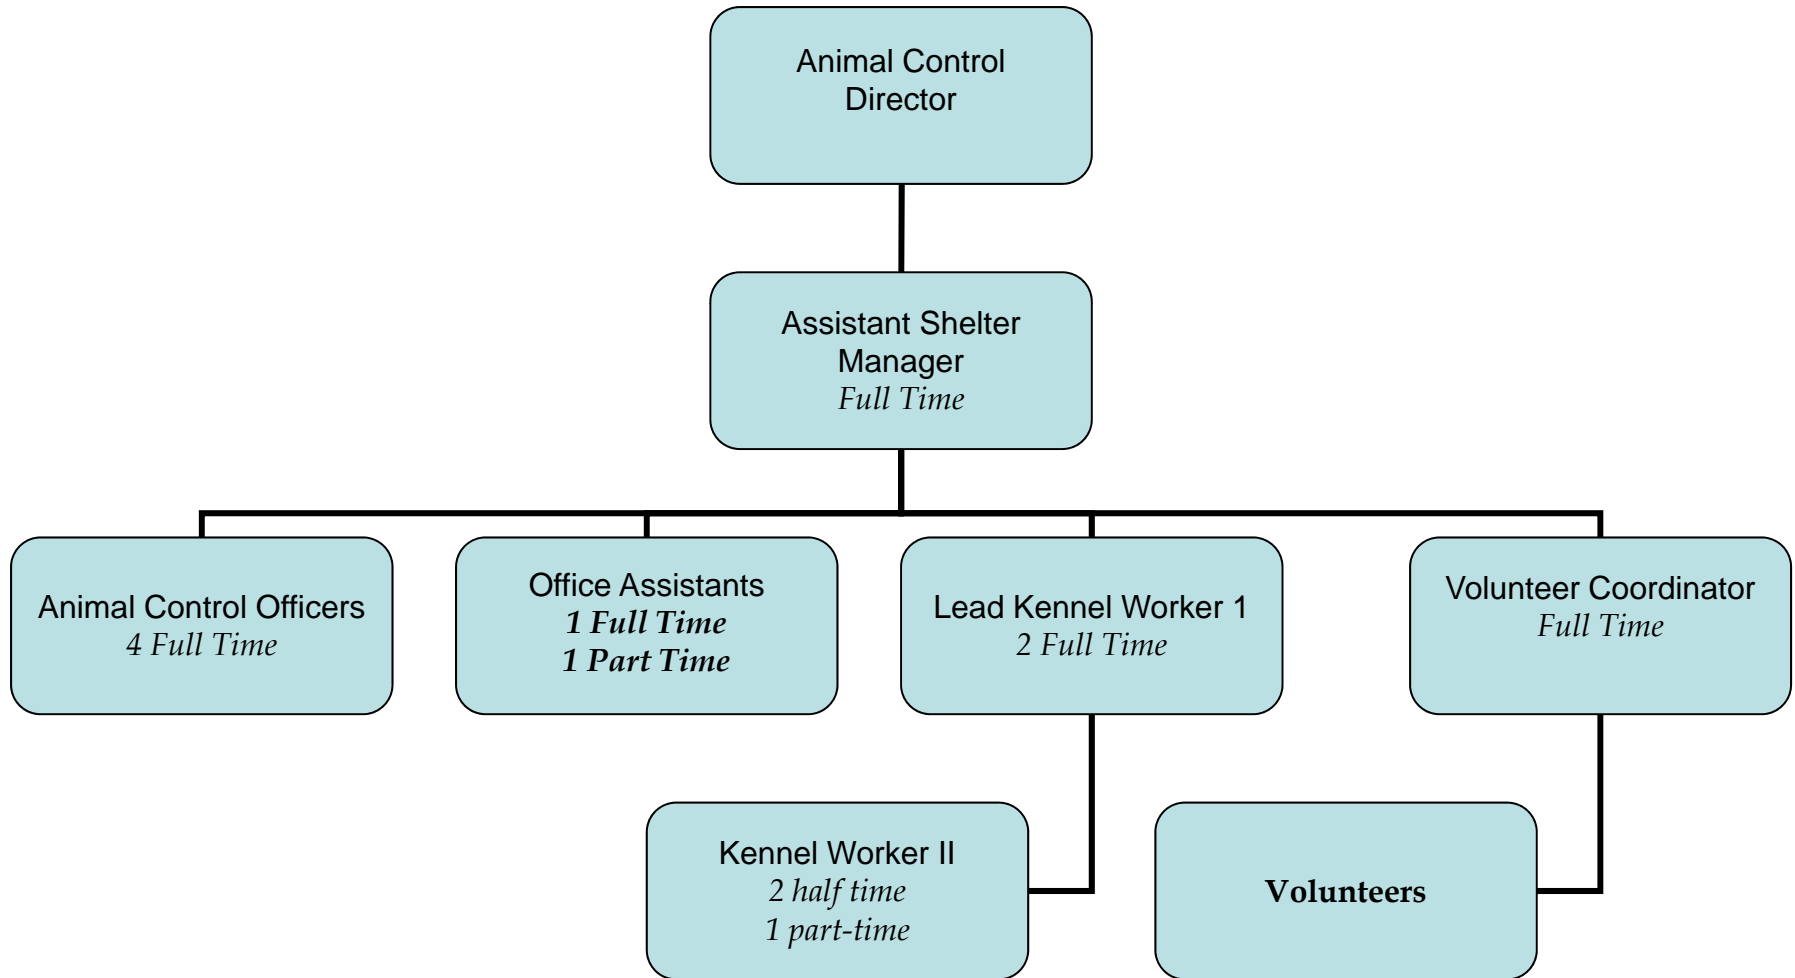 Animal Control
Director
Assistant Shelter
Manager
Full Time
Animal Control Officers
4 Full Time
Office Assistants
1 Full Time
1 Part Time
Lead Kennel Worker 1
2 Full Time
Volunteer Coordinator
Full Time
Kennel Worker II
2 half time
1 part-time
Volunteers